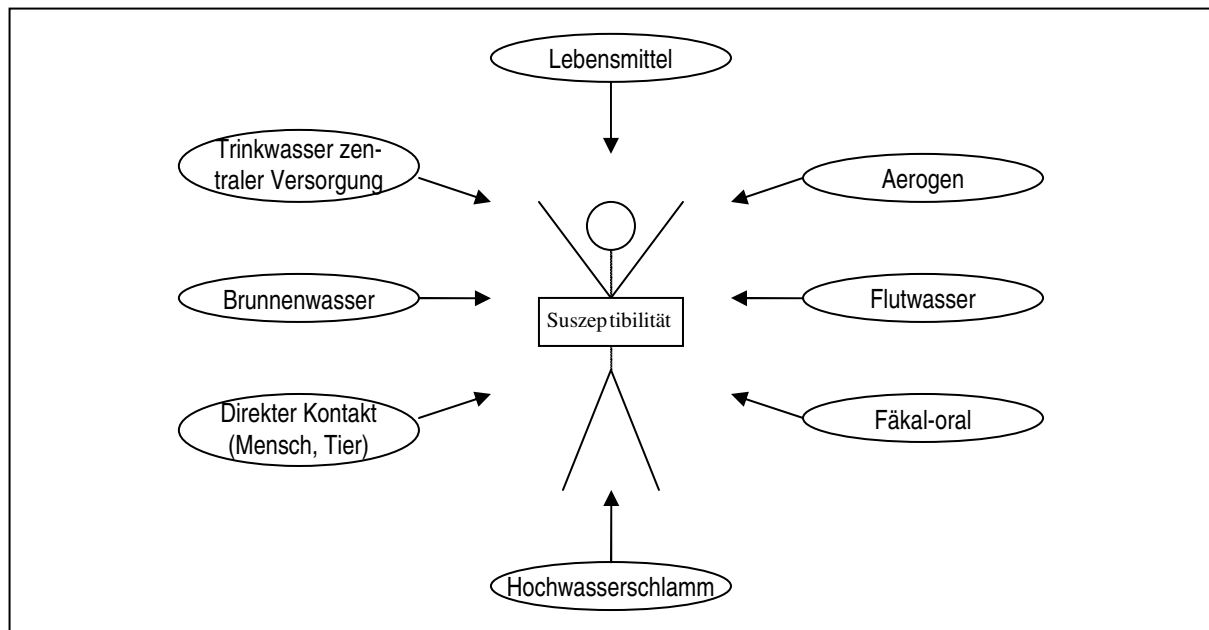 Lebensmittel
Trinkwasser zen-
traler Versorgung
Aerogen
Brunnenwasser
Flutwasser
Suszeptibilität
Direkter Kontakt
(Mensch, Tier)
Fäkal-oral
Hochwasserschlamm